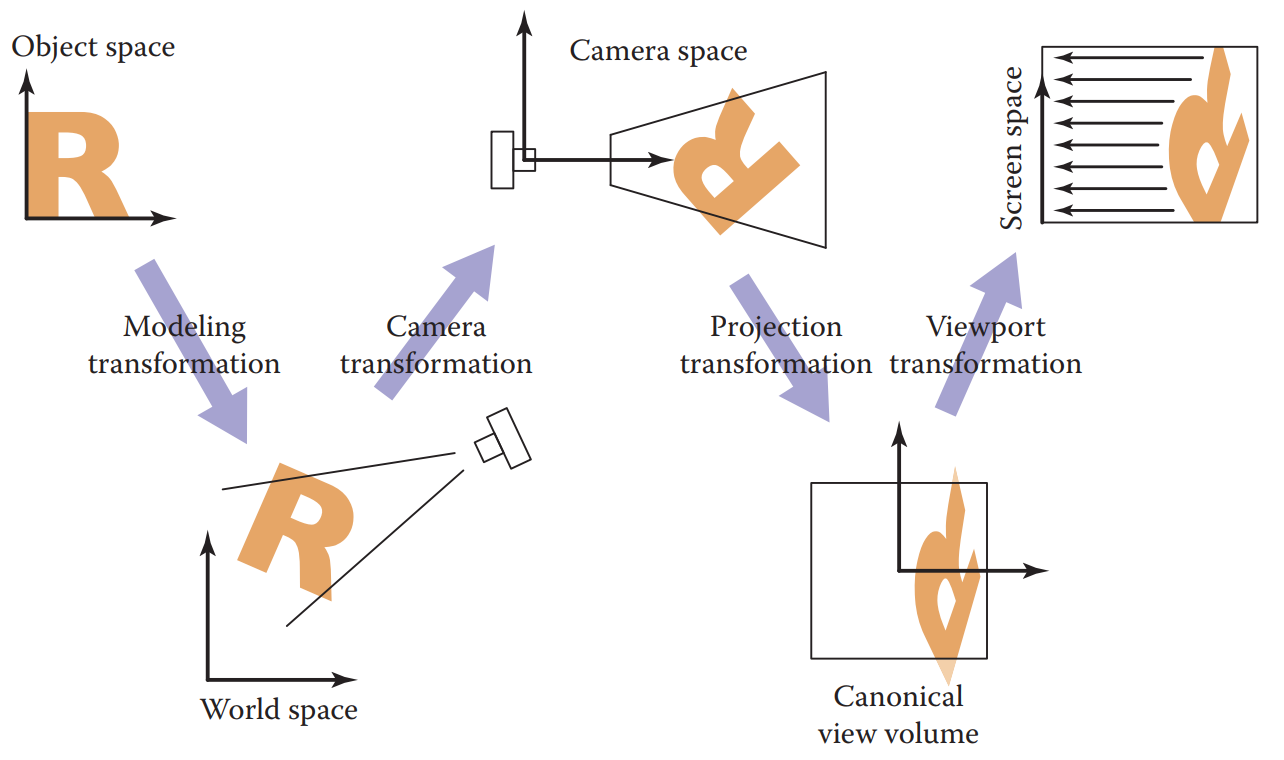 Object space
Camera space
Screen space
Modeling
transformation
Camera
transformation
Projection
transformation
Viewport
transformation
World space
Canonical
view volume